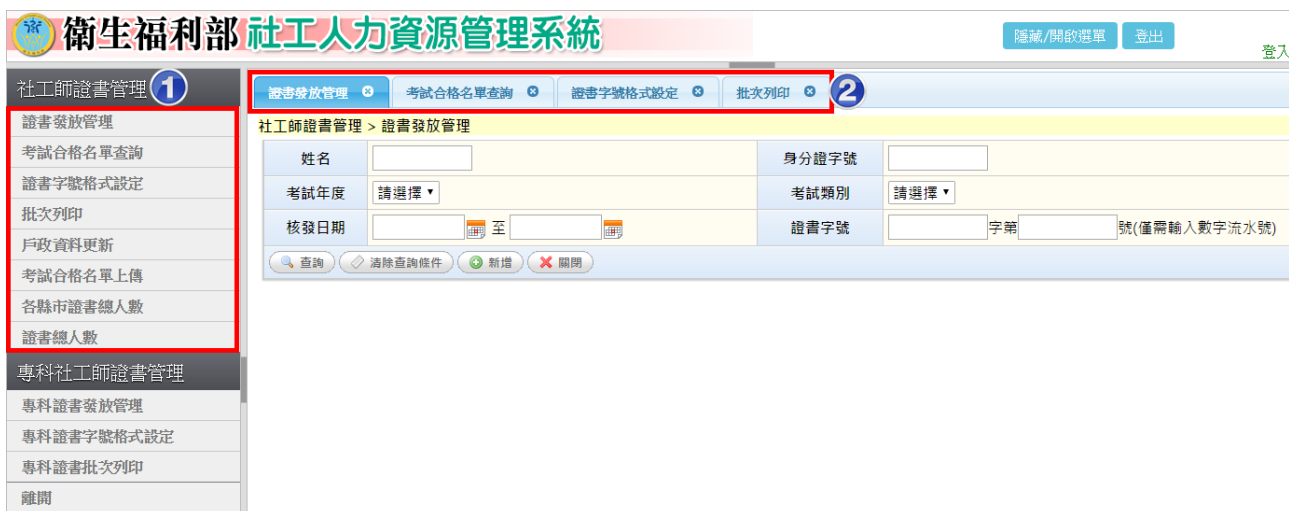 衛生福利部 社工人力資源管理系統
隱藏/開啟選單 登出
登入
社工師證書管理 1
證書發放管理
考試合格名單查詢
證書字號格式設定
批次列印
戶政資料更新
考試合格名單上傳
各縣市證書總人數
證書總人數
專科社工師證書管理
專科證書發放管理
專科證書字號格式設定
專科證書批次列印
離開
證書發放管理 考試合格名單查詢 證書字號格式設定 批次列印 2
社工師證書管理 > 證書發放管理
姓名 身分證字號
考試年度 請選擇 考試類別 請選擇
核發日期 至 證書字號 字第 號(僅需輸入數字流水號)
查詢 清除查詢條件 新增 關閉